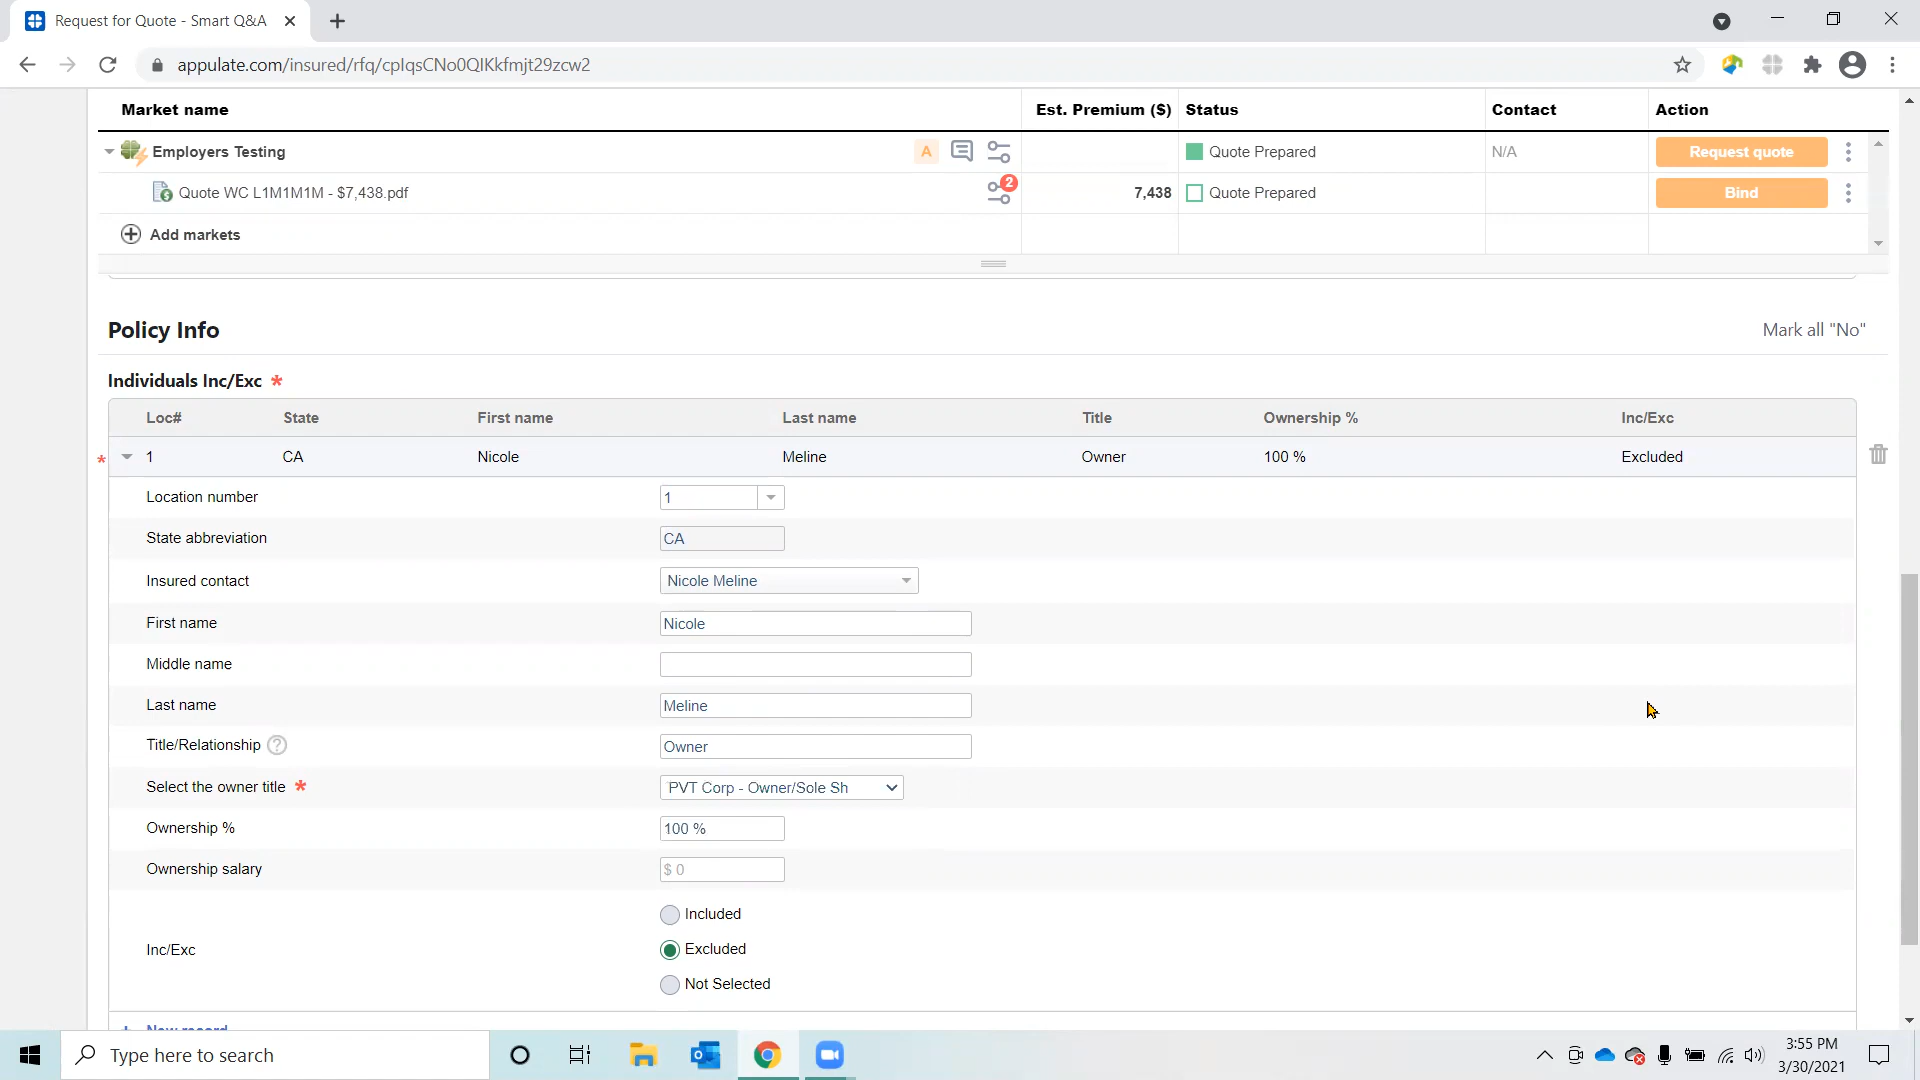 Request for Quote - Smart Q&A
appulate.com/insured/rfq/cplqsCNo0QIKkfmjt29zcw2
Market name Est. Premium ($) Status Contact Action
Employers Testing A Quote Prepared N/A Request quote
Quote WC L1M1M1M - $7,438.pdf 2 7,438 Quote Prepared Bind
Add markets
Policy Info Mark all "No"
Individuals Inc/Exc *
Loc# State First name Last name Title Ownership % Inc/Exc
* 1 CA Nicole Meline Owner 100 % Excluded
Location number 1
State abbreviation CA
Insured contact Nicole Meline
First name Nicole
Middle name
Last name Meline
Title/Relationship ? Owner
Select the owner title * PVT Corp - Owner/Sole Sh
Ownership % 100 %
Ownership salary $ 0
Included
Inc/Exc Excluded
Not Selected
+ New record
Type here to search
3:55 PM
3/30/2021